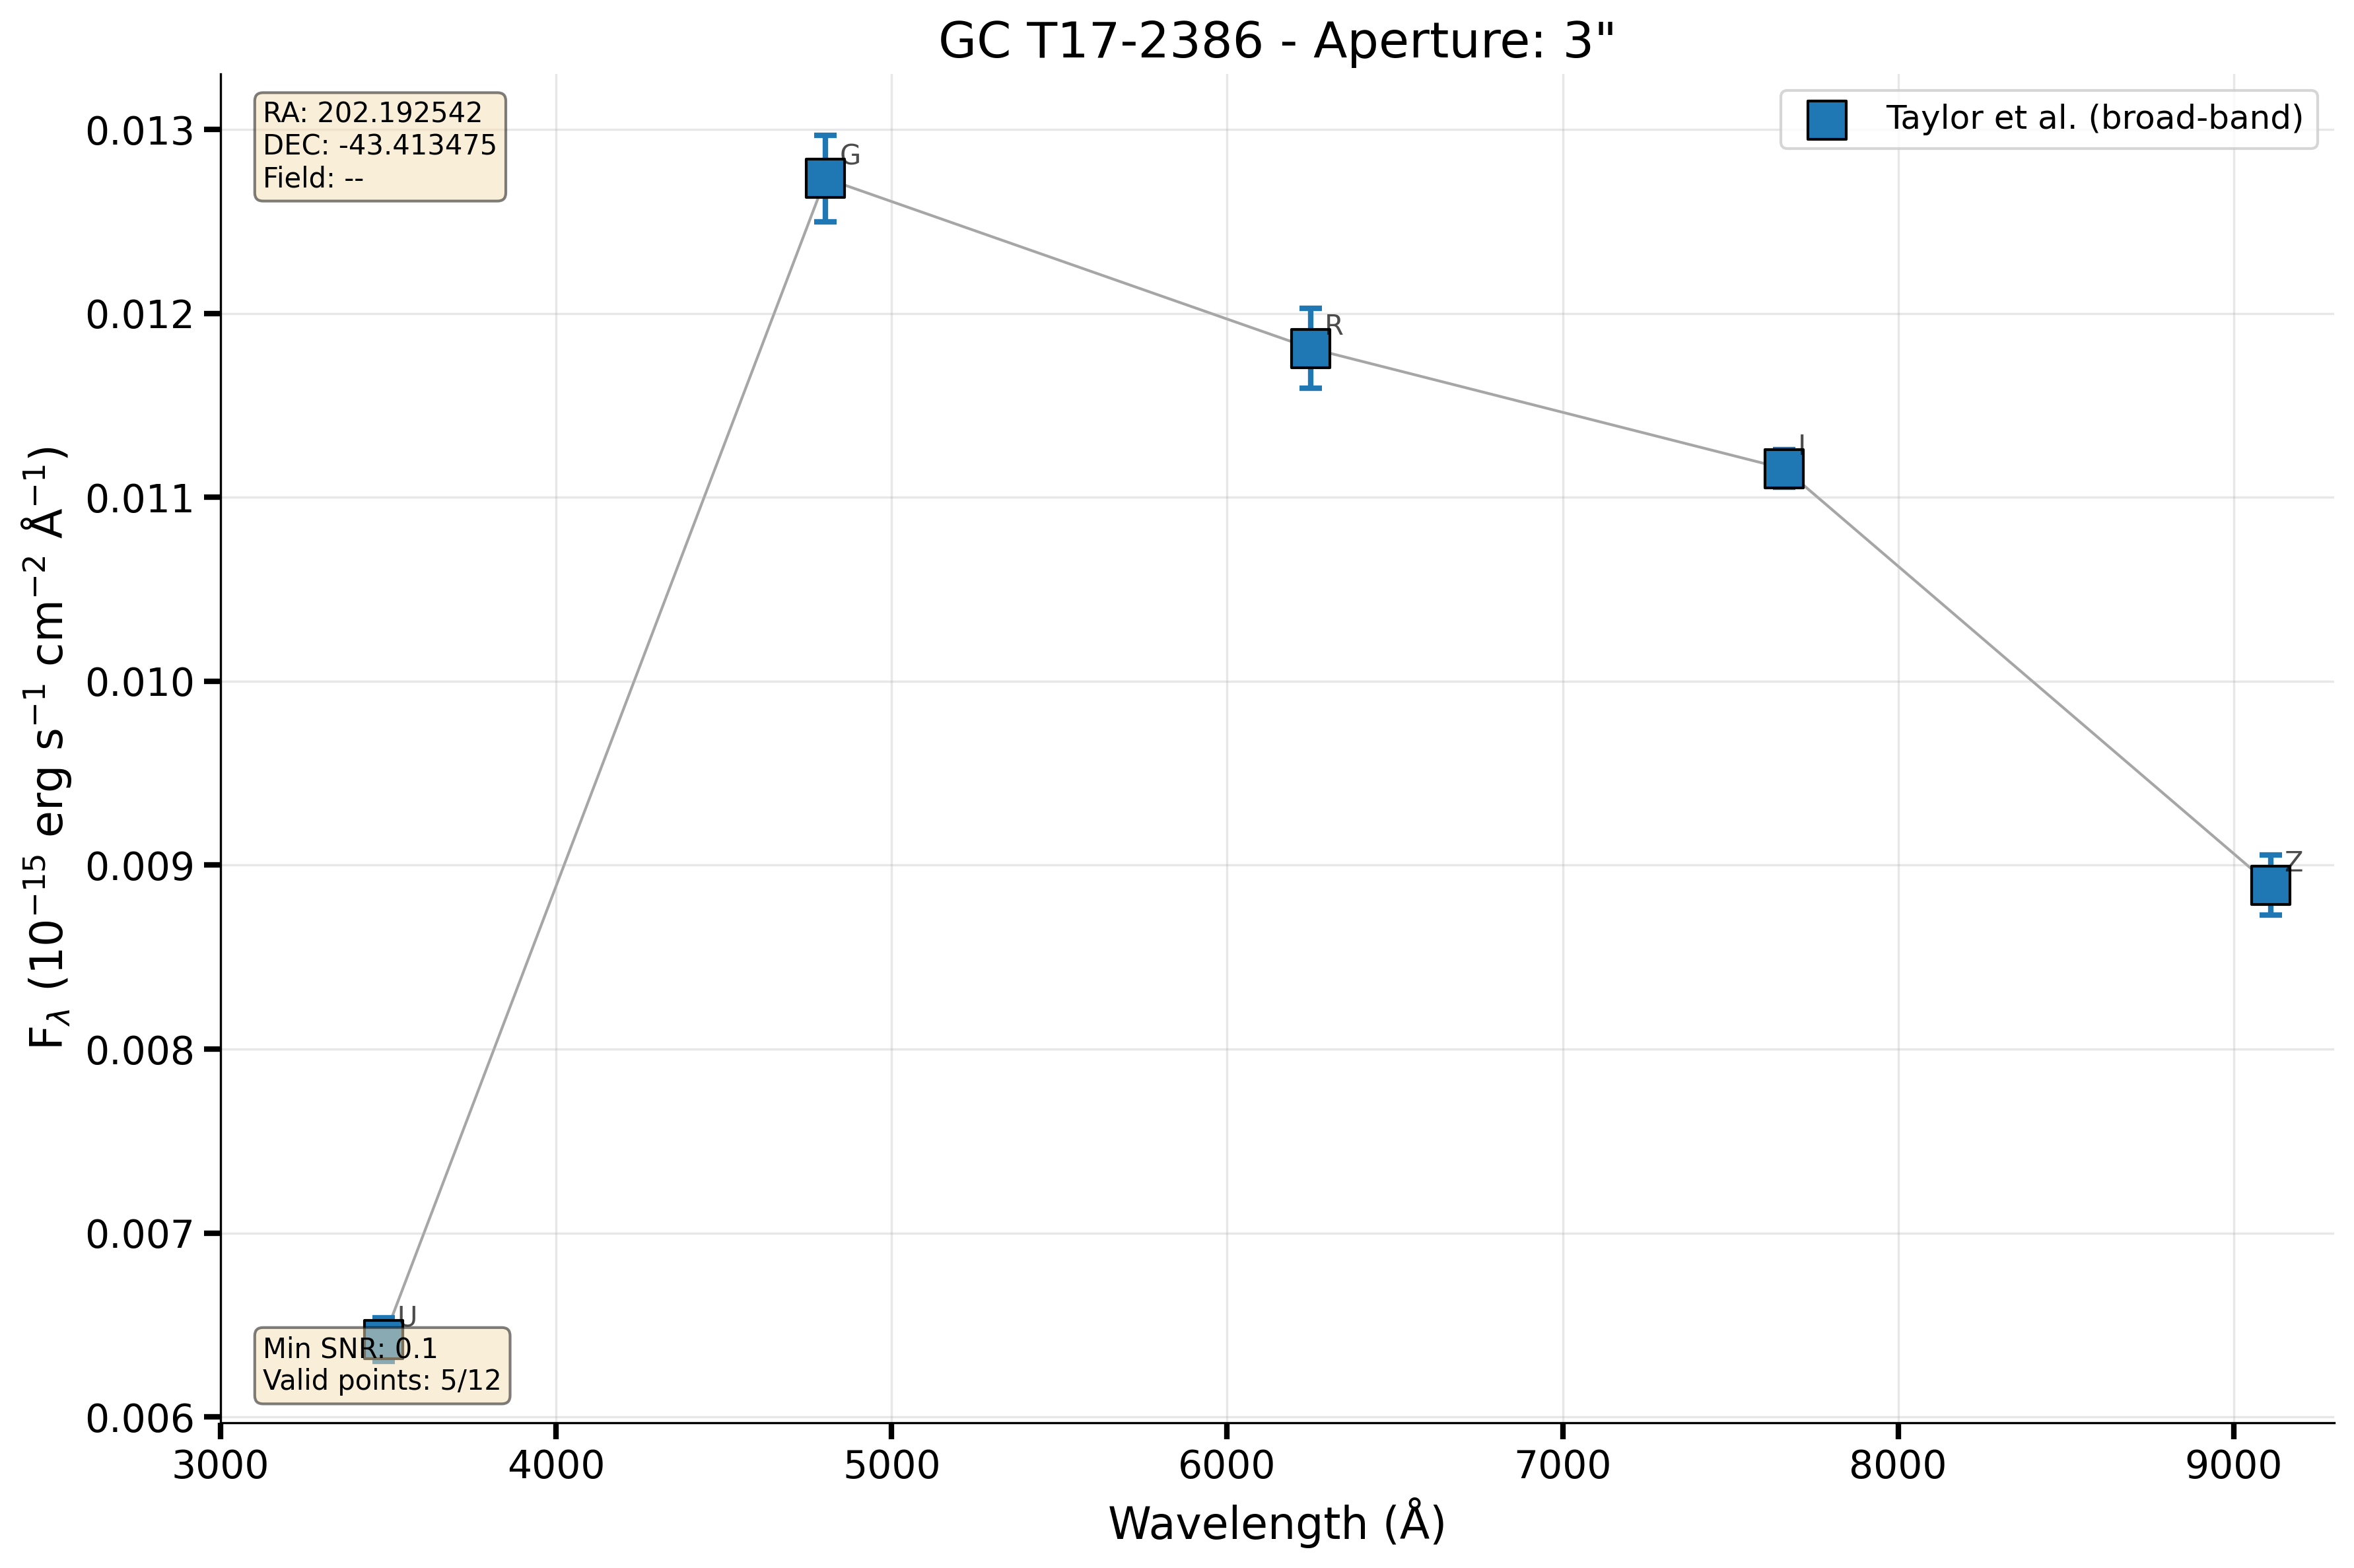 GC T17-2386 - Aperture: 3"
RA: 202.192542
DEC: -43.413475
Field: --
Taylor et al. (broad-band)
G
R
I
Z
U
Min SNR: 0.1
Valid points: 5/12
0.013
0.012
0.011
0.010
0.009
0.008
0.007
0.006
F_λ (10⁻¹⁵ erg s⁻¹ cm⁻² Å⁻¹)
3000 4000 5000 6000 7000 8000 9000
Wavelength (Å)